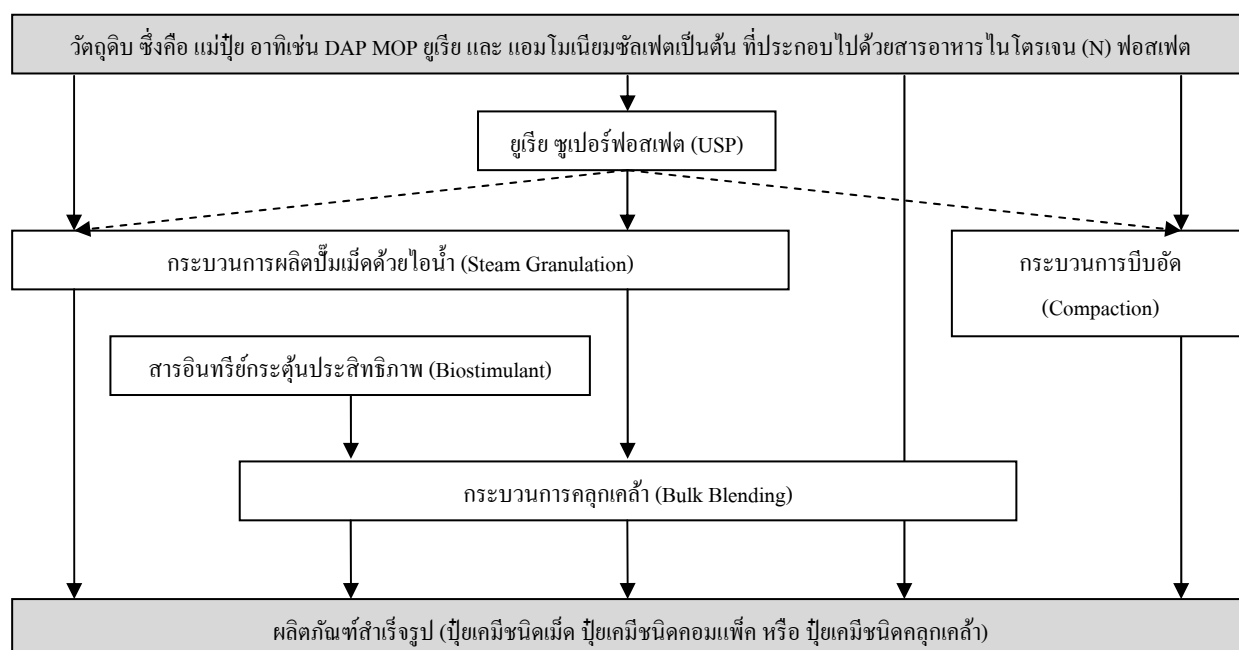 วัตถุดิบ ซึ่งคือ แม่ปุ๋ย อาทิเช่น DAP MOP ยูเรีย และ แอมโมเนียมซัลเฟตเป็นต้น ที่ประกอบไปด้วยสารอาหารไนโตรเจน (N) ฟอสเฟต
ยูเรีย ซูเปอร์ฟอสเฟต (USP)
กระบวนการผลิตปั๊มเม็ดด้วยไอน้ำ (Steam Granulation)
กระบวนการบีบอัด
(Compaction)
สารอินทรีย์กระตุ้นประสิทธิภาพ (Biostimulant)
กระบวนการคลุกเคล้า (Bulk Blending)
ผลิตภัณฑ์สำเร็จรูป (ปุ๋ยเคมีชนิดเม็ด ปุ๋ยเคมีชนิดคอมแพ็ค หรือ ปุ๋ยเคมีชนิดคลุกเคล้า)